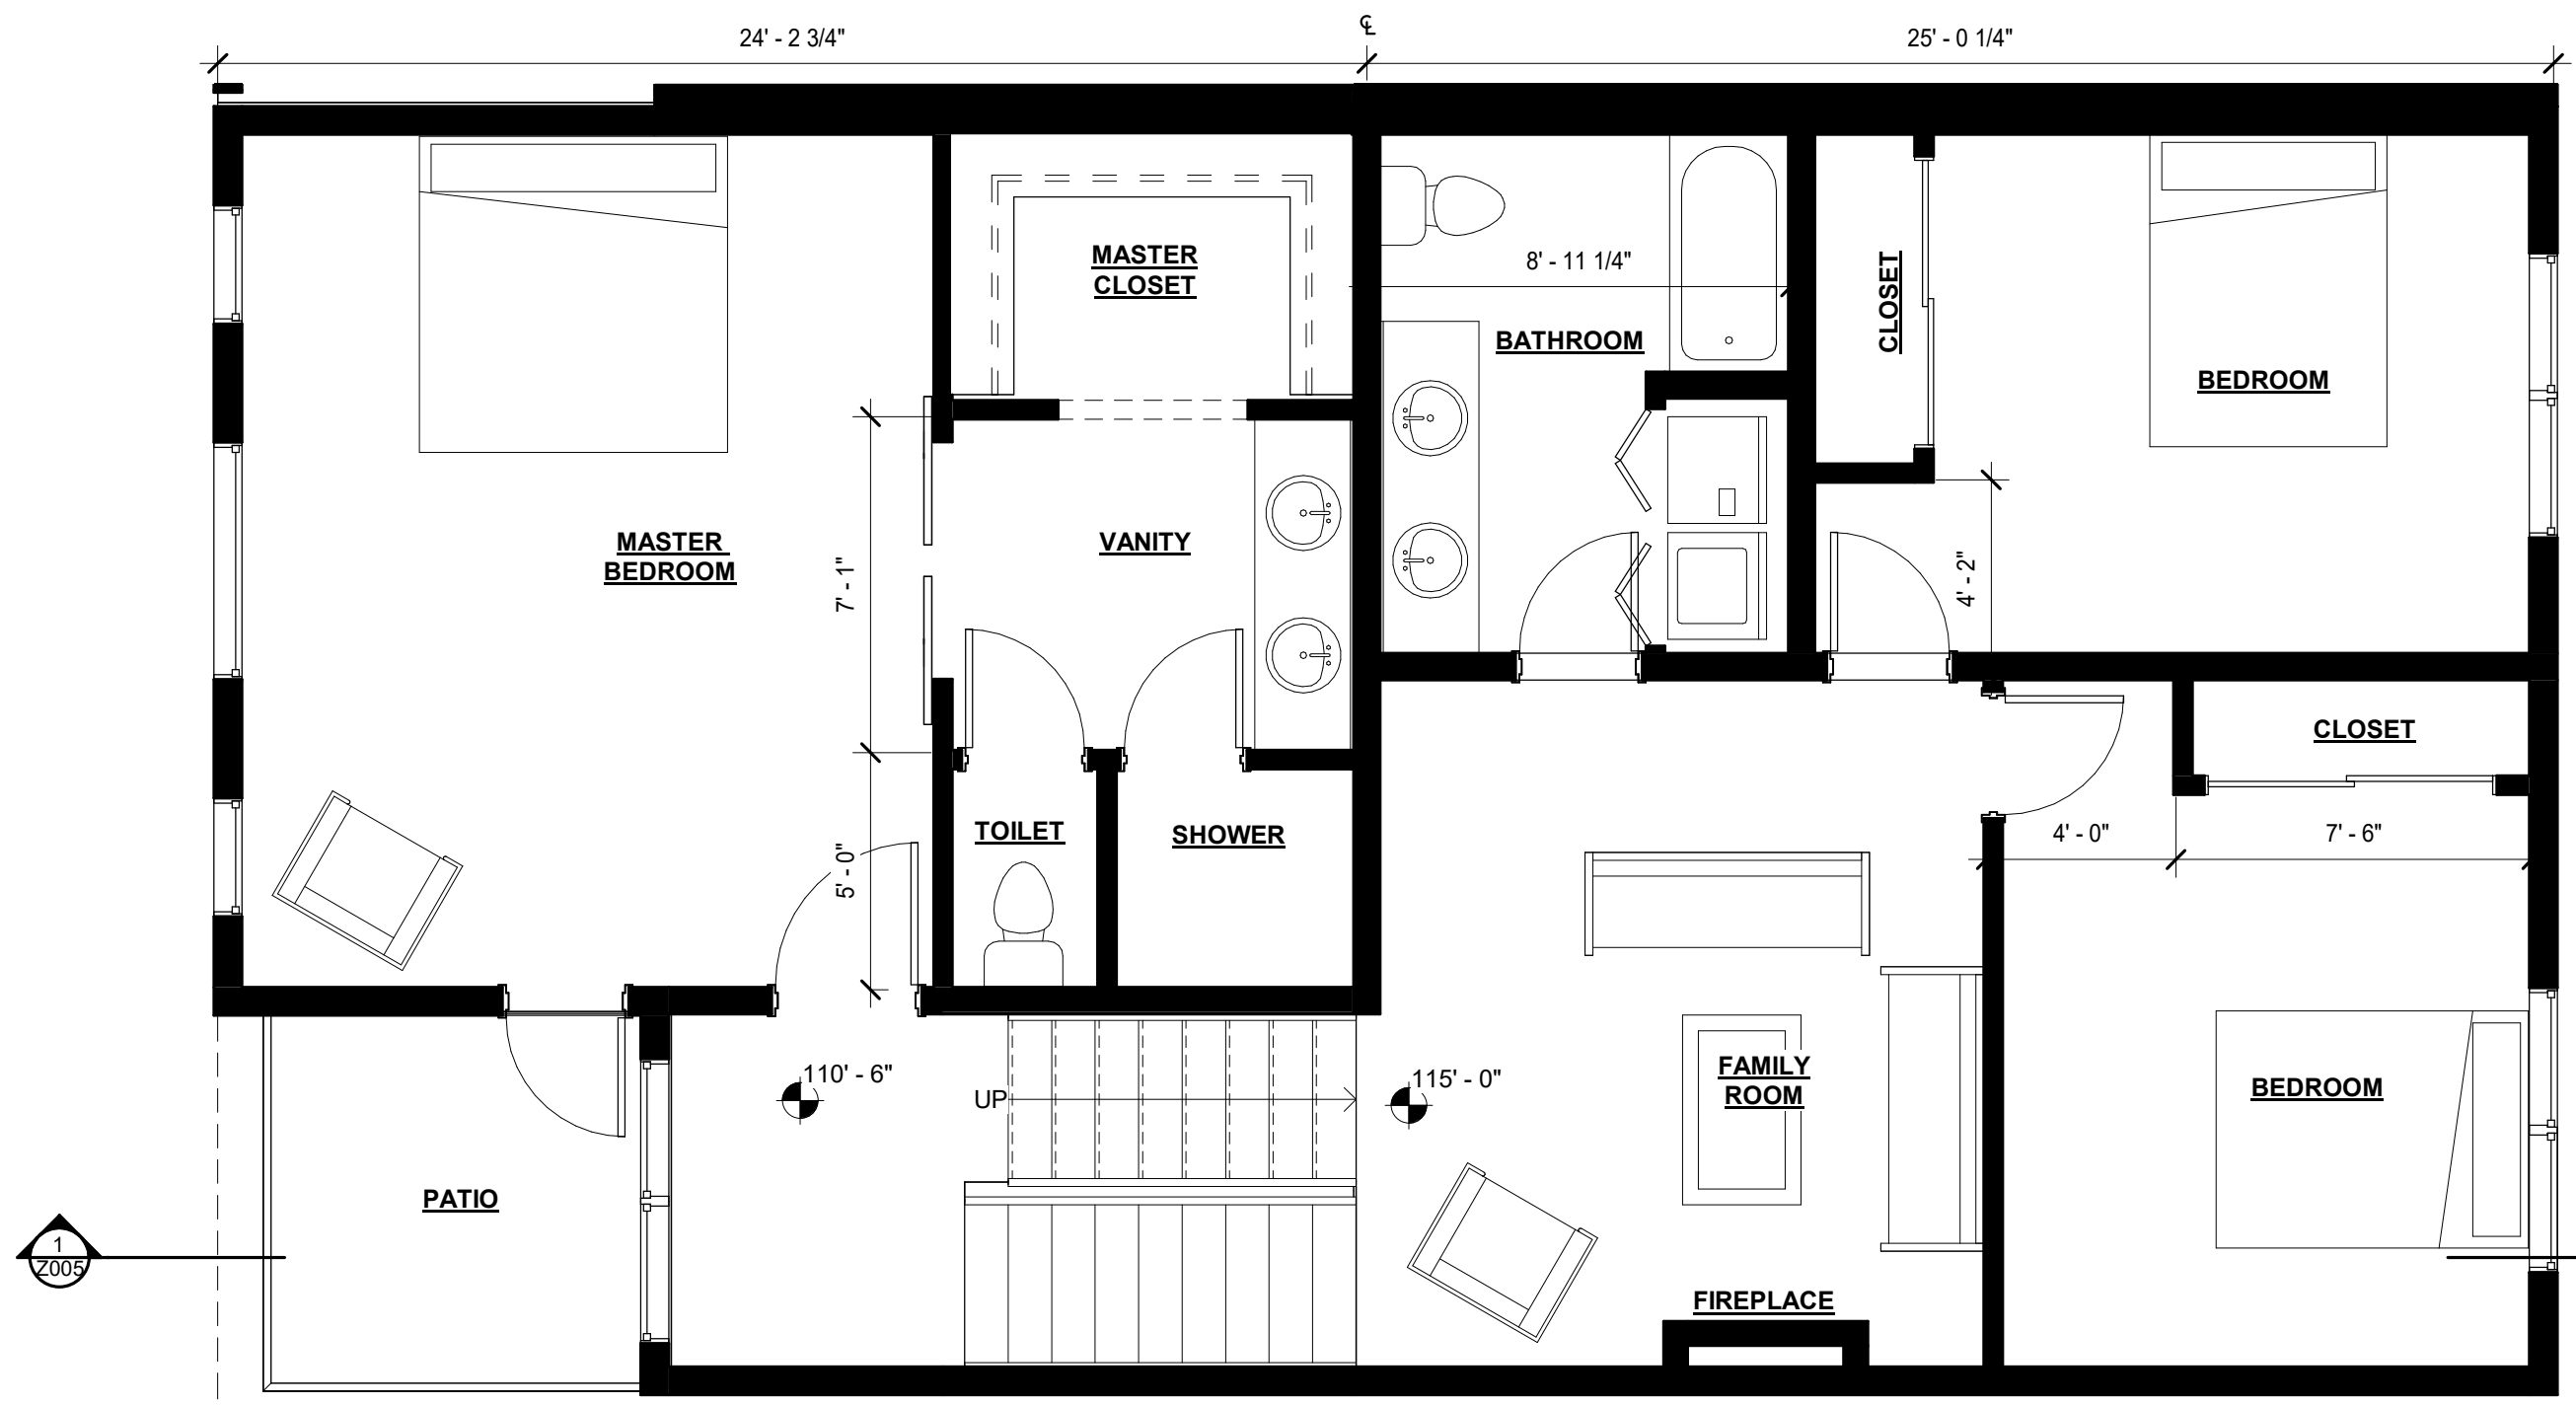 24' - 2 3/4"
℄
25' - 0 1/4"
MASTER
CLOSET
8' - 11 1/4"
BATHROOM
CLOSET
BEDROOM
MASTER
BEDROOM
VANITY
7' - 1"
4' - 2"
CLOSET
TOILET
SHOWER
4' - 0"
7' - 6"
5' - 0"
110' - 6"
UP
115' - 0"
FAMILY
ROOM
BEDROOM
PATIO
1
Z005
FIREPLACE